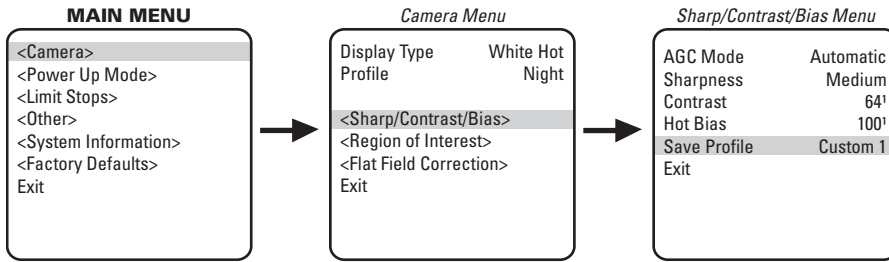 MAIN MENU
<Camera>
<Power Up Mode>
<Limit Stops>
<Other>
<System Information>
<Factory Defaults>
Exit
Camera Menu
Display Type White Hot
Profile Night
<Sharp/Contrast/Bias>
<Region of Interest>
<Flat Field Correction>
Exit
Sharp/Contrast/Bias Menu
AGC Mode Automatic
Sharpness Medium
Contrast 64¹
Hot Bias 100¹
Save Profile Custom 1
Exit